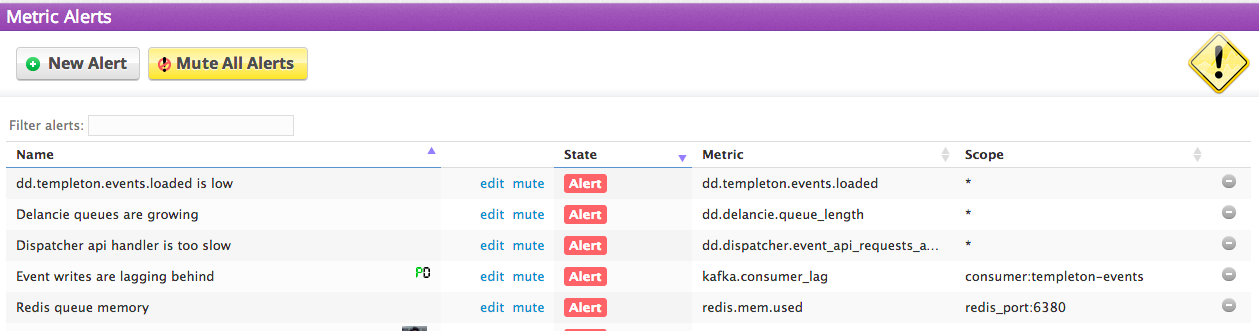 Metric Alerts
New Alert Mute All Alerts
Filter alerts:
Name State Metric Scope
dd.templeton.events.loaded is low edit mute Alert dd.templeton.events.loaded *
Delancie queues are growing edit mute Alert dd.delancie.queue_length *
Dispatcher api handler is too slow edit mute Alert dd.dispatcher.event_api_requests_a... *
Event writes are lagging behind PD edit mute Alert kafka.consumer_lag consumer:templeton-events
Redis queue memory edit mute Alert redis.mem.used redis_port:6380